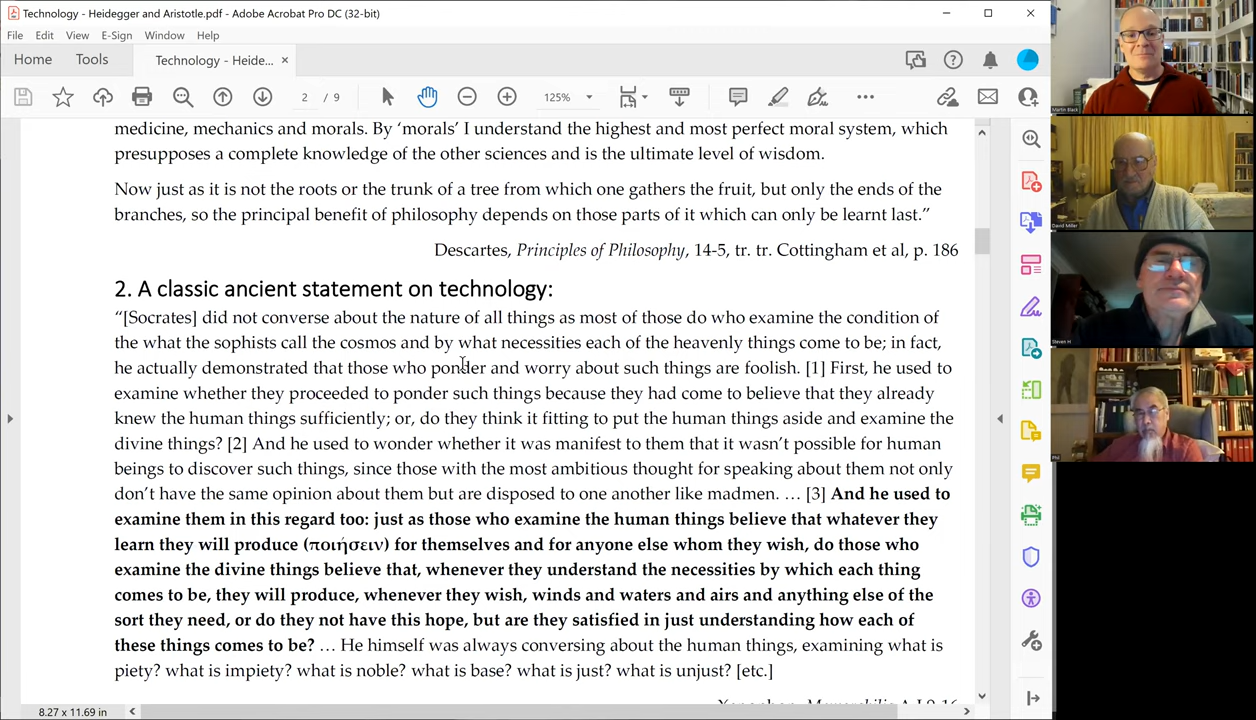 Technology - Heidegger and Aristotle.pdf - Adobe Acrobat Pro DC (32-bit)
File Edit View E-Sign Window Help
Home Tools Technology - Heide... ×
2 / 9 125%
medicine, mechanics and morals. By ‘morals’ I understand the highest and most perfect moral system, which
presupposes a complete knowledge of the other sciences and is the ultimate level of wisdom.
Now just as it is not the roots or the trunk of a tree from which one gathers the fruit, but only the ends of the
branches, so the principal benefit of philosophy depends on those parts of it which can only be learnt last.”
Descartes, Principles of Philosophy, 14-5, tr. tr. Cottingham et al, p. 186
2. A classic ancient statement on technology:
“[Socrates] did not converse about the nature of all things as most of those do who examine the condition of
the what the sophists call the cosmos and by what necessities each of the heavenly things come to be; in fact,
he actually demonstrated that those who ponder and worry about such things are foolish. [1] First, he used to
examine whether they proceeded to ponder such things because they had come to believe that they already
knew the human things sufficiently; or, do they think it fitting to put the human things aside and examine the
divine things? [2] And he used to wonder whether it was manifest to them that it wasn’t possible for human
beings to discover such things, since those with the most ambitious thought for speaking about them not only
don’t have the same opinion about them but are disposed to one another like madmen. … [3] And he used to
examine them in this regard too: just as those who examine the human things believe that whatever they
learn they will produce (ποιήσειν) for themselves and for anyone else whom they wish, do those who
examine the divine things believe that, whenever they understand the necessities by which each thing
comes to be, they will produce, whenever they wish, winds and waters and airs and anything else of the
sort they need, or do they not have this hope, but are they satisfied in just understanding how each of
these things comes to be? … He himself was always conversing about the human things, examining what is
piety? what is impiety? what is noble? what is base? what is just? what is unjust? [etc.]
Xenophon, Memorabilia A.I.9-16
8.27 x 11.69 in
Martin Black
David Miller
Steven H
Phil